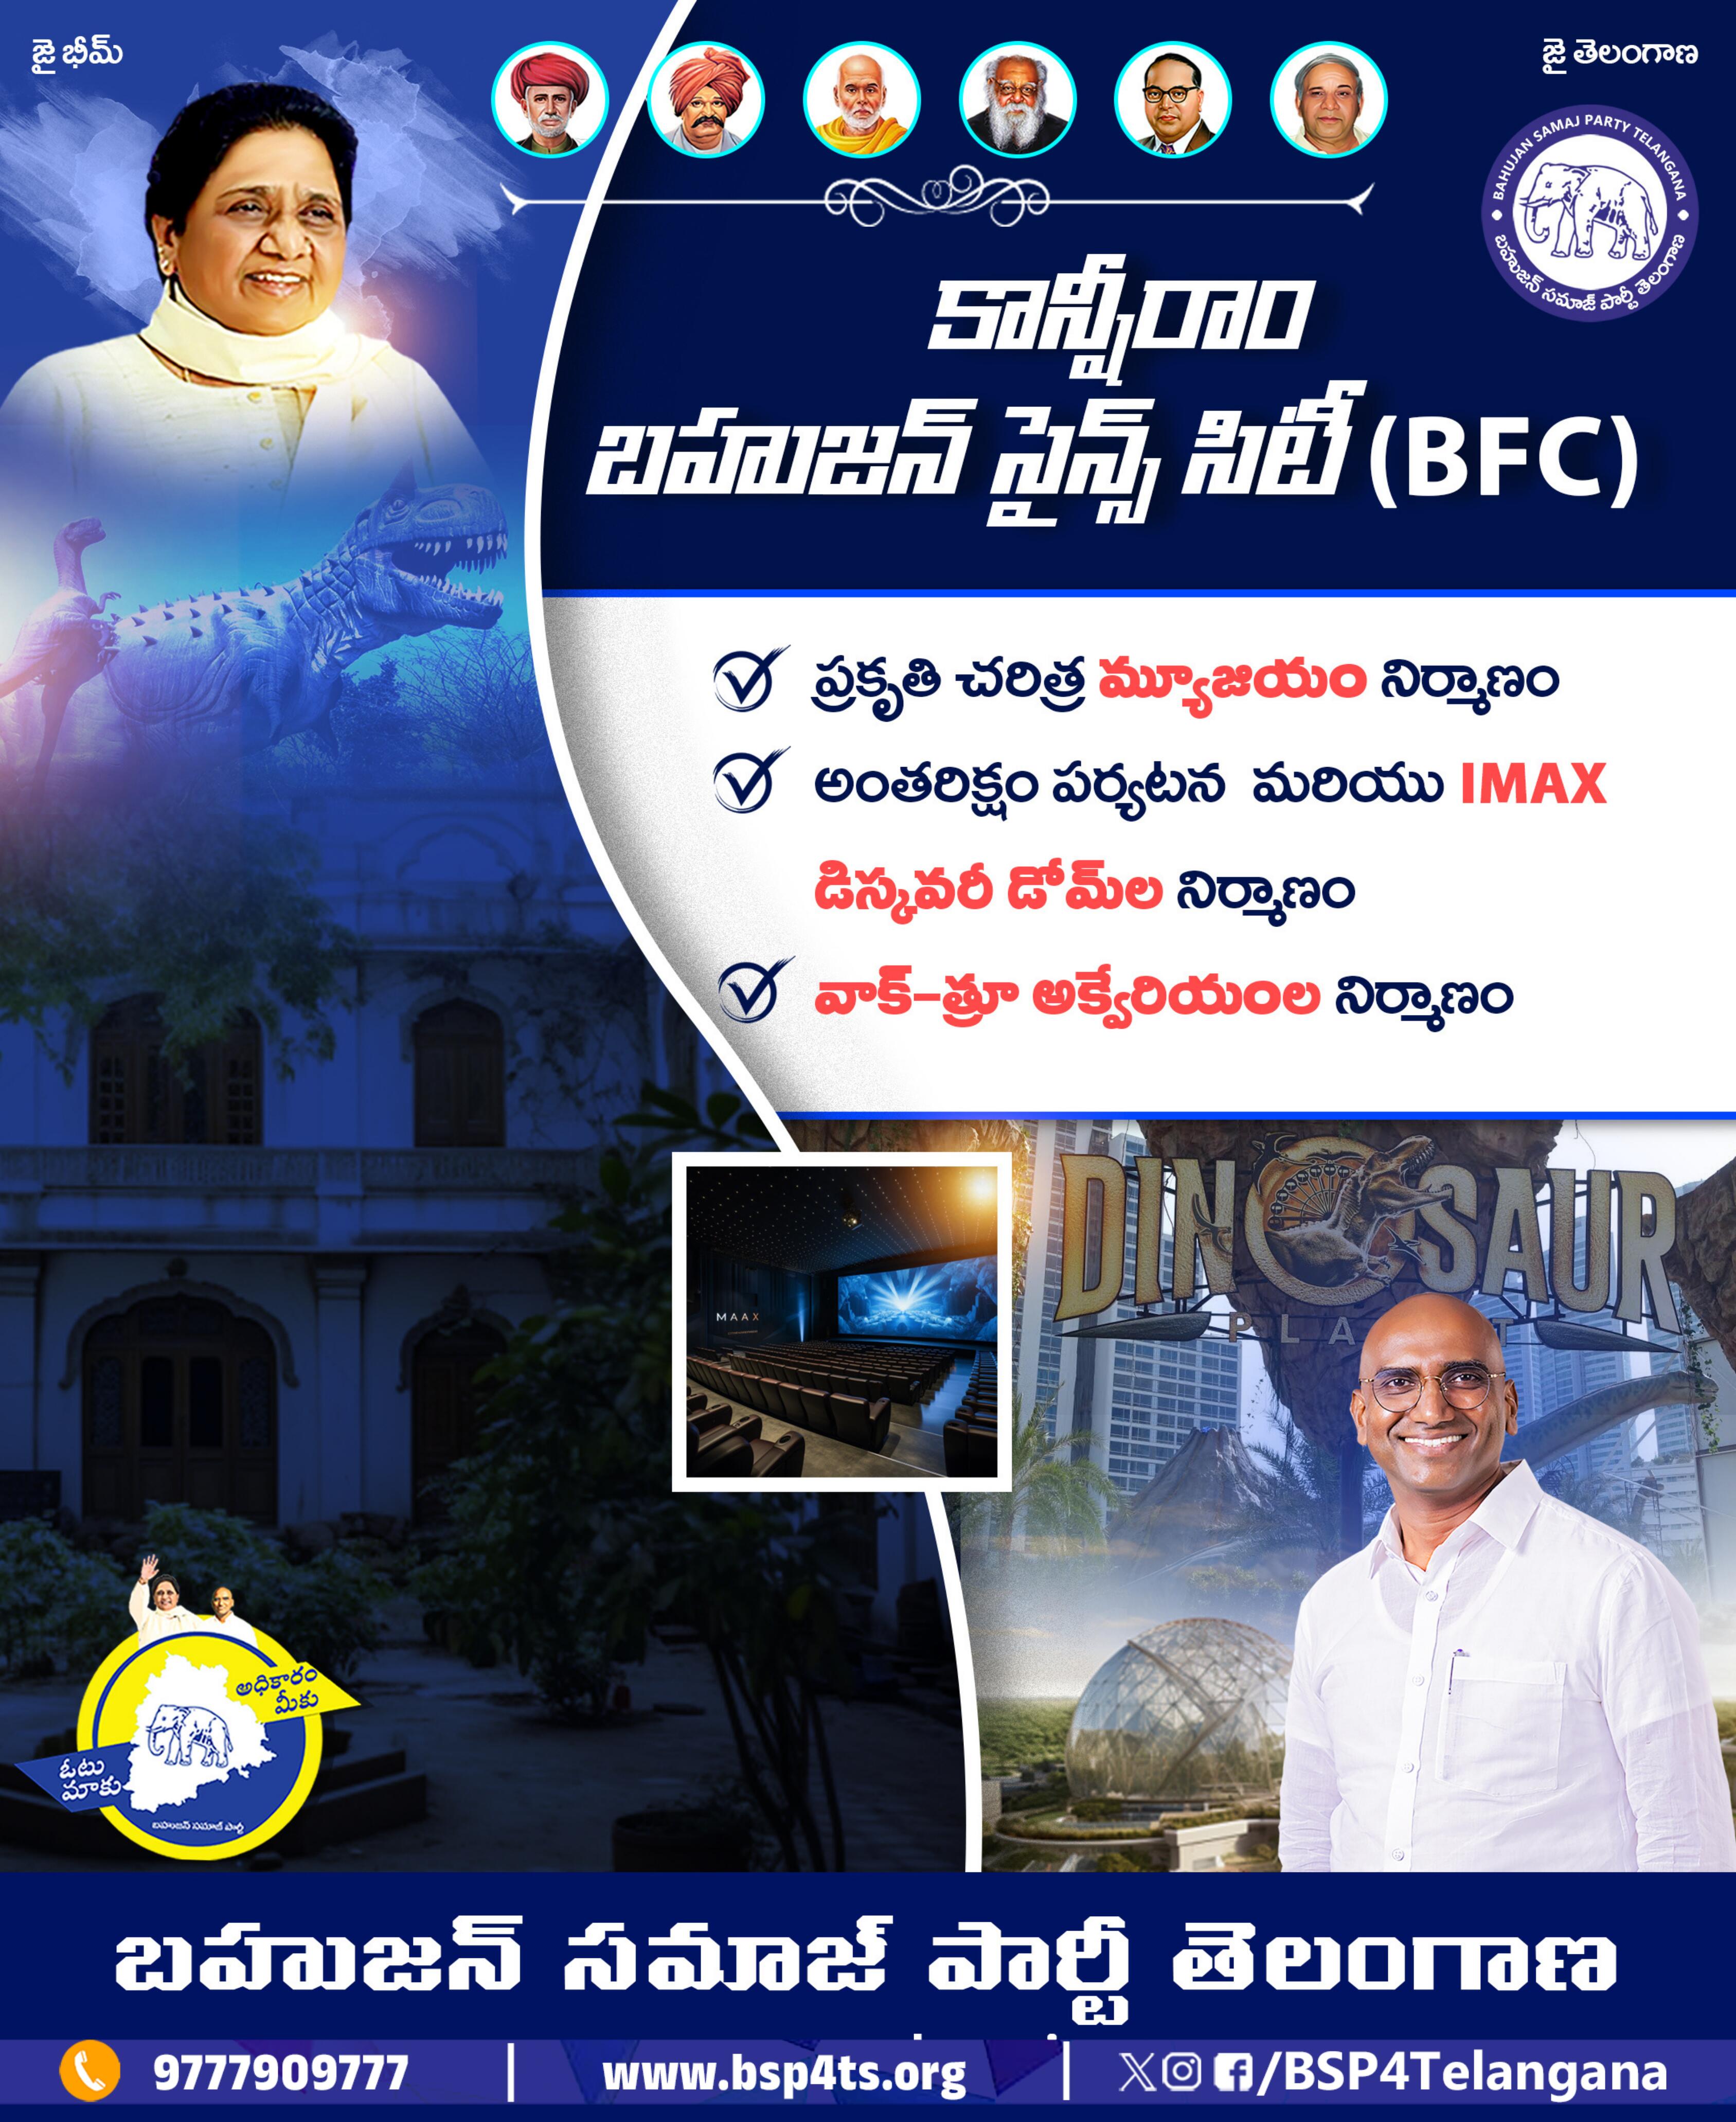 జై భీమ్
జై తెలంగాణ
BAHUJAN SAMAJ PARTY TELANGANA
బహుజన్ సమాజ్ పార్టీ తెలంగాణ
కాన్షీరాం
బహుజన్ సైన్స్ సిటీ (BFC)
ప్రకృతి చరిత్ర మ్యూజియం నిర్మాణం
అంతరిక్షం పర్యటన మరియు IMAX
డిస్కవరీ డోమ్‌ల నిర్మాణం
వాక్-త్రూ అక్వేరియంల నిర్మాణం
DINOSAUR
MAAX
అధికారం
మీకు
ఓటు
మాకు
బహుజన్ సమాజ్ పార్టీ
బహుజన్ సమాజ్ పార్టీ తెలంగాణ
9777909777 | www.bsp4ts.org | /BSP4Telangana